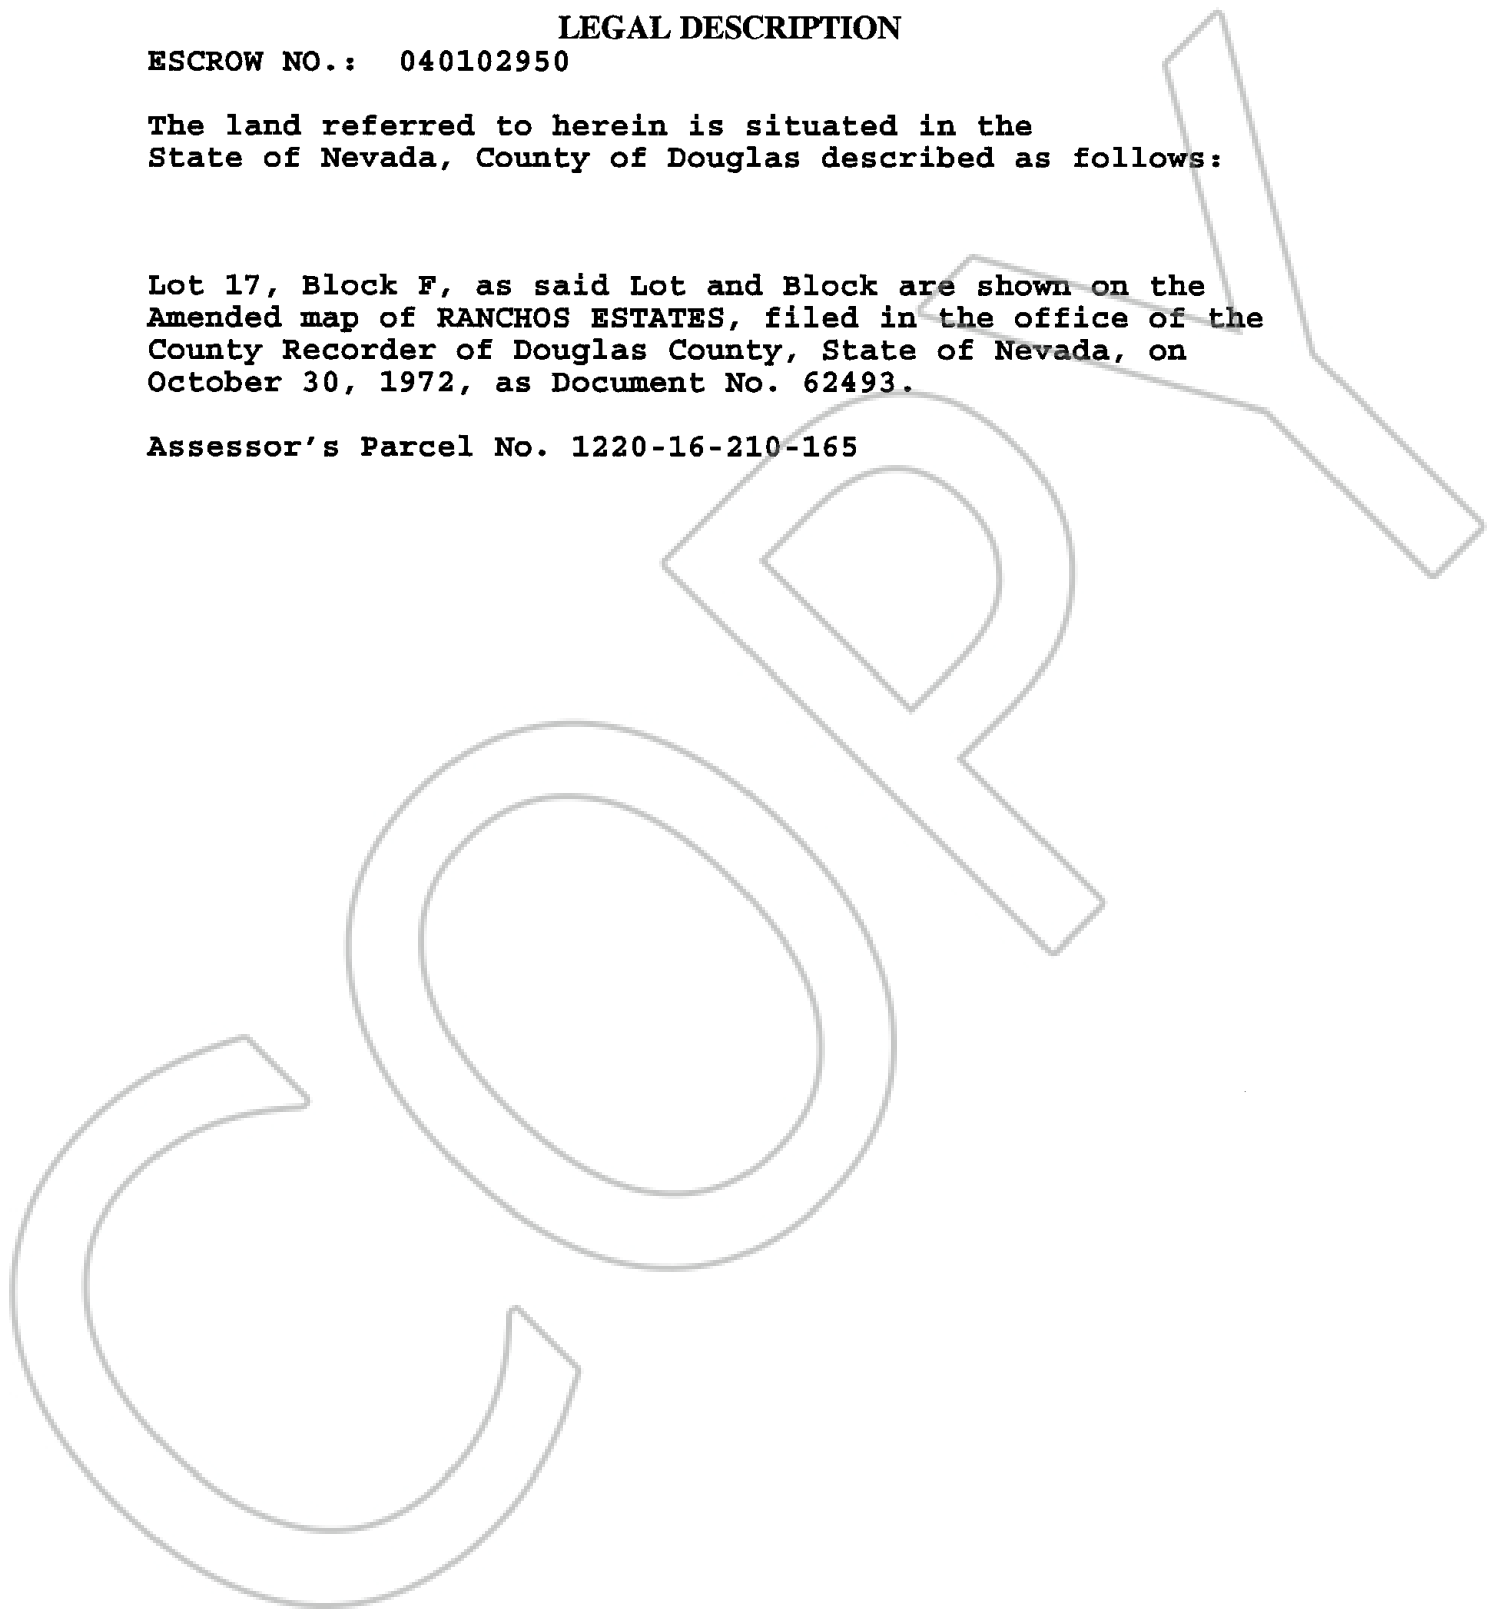 LEGAL DESCRIPTION
ESCROW NO.: 040102950
The land referred to herein is situated in the
State of Nevada, County of Douglas described as follows:
Lot 17, Block F, as said Lot and Block are shown on the
Amended map of RANCHOS ESTATES, filed in the office of the
County Recorder of Douglas County, State of Nevada, on
October 30, 1972, as Document No. 62493.
Assessor's Parcel No. 1220-16-210-165
COPY